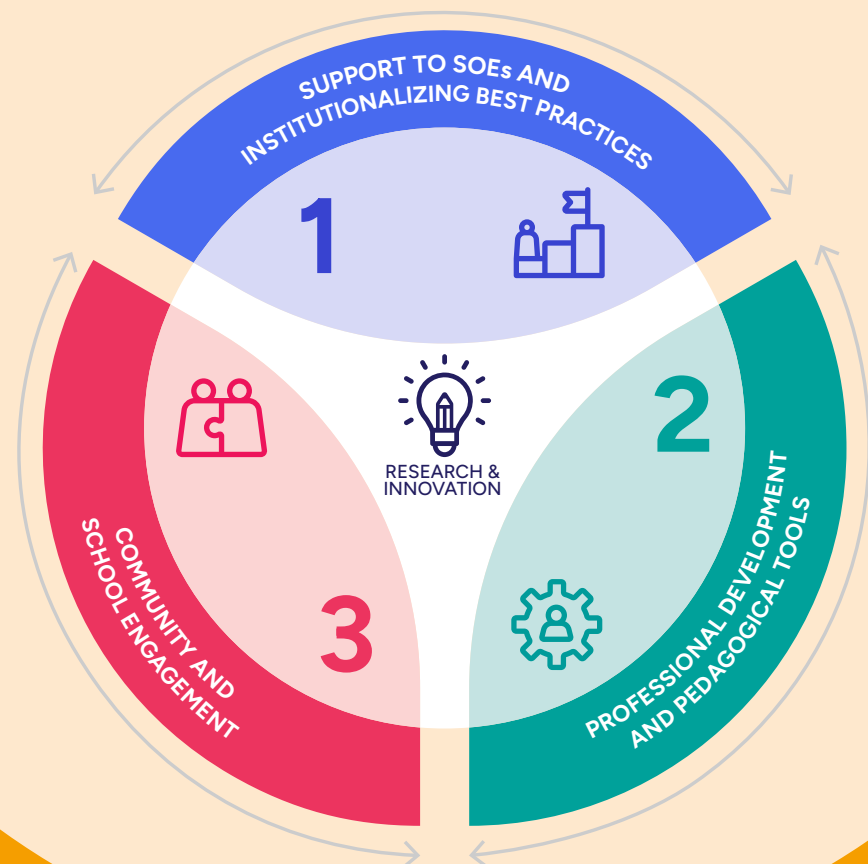 SUPPORT TO SOEs AND
INSTITUTIONALIZING BEST PRACTICES
1
RESEARCH &
INNOVATION
2
PROFESSIONAL DEVELOPMENT
AND PEDAGOGICAL TOOLS
3
COMMUNITY AND
SCHOOL ENGAGEMENT